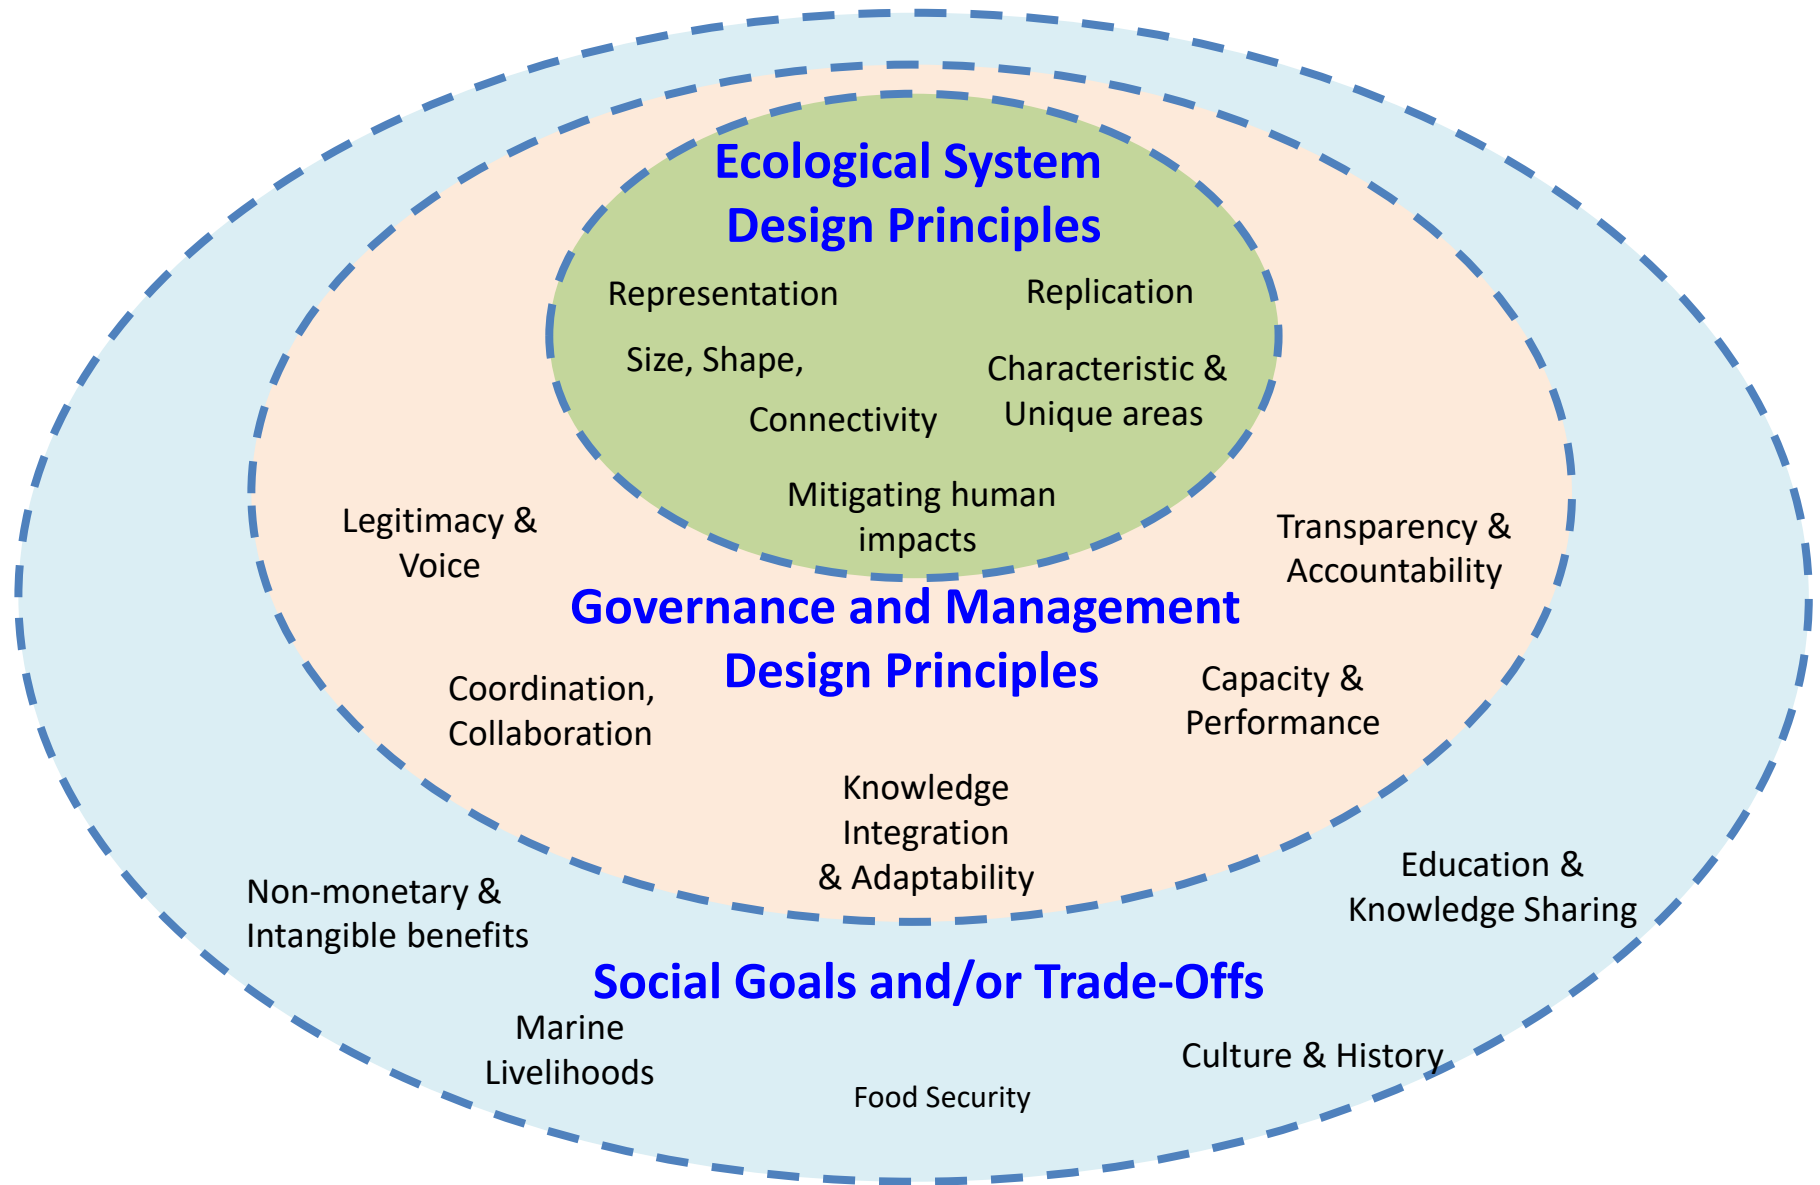 Ecological System
Design Principles
Representation
Replication
Size, Shape,
Characteristic &
Unique areas
Connectivity
Mitigating human
impacts
Legitimacy &
Voice
Transparency &
Accountability
Governance and Management
Design Principles
Coordination,
Collaboration
Capacity &
Performance
Knowledge
Integration
& Adaptability
Non-monetary &
Intangible benefits
Education &
Knowledge Sharing
Social Goals and/or Trade-Offs
Marine
Livelihoods
Food Security
Culture & History